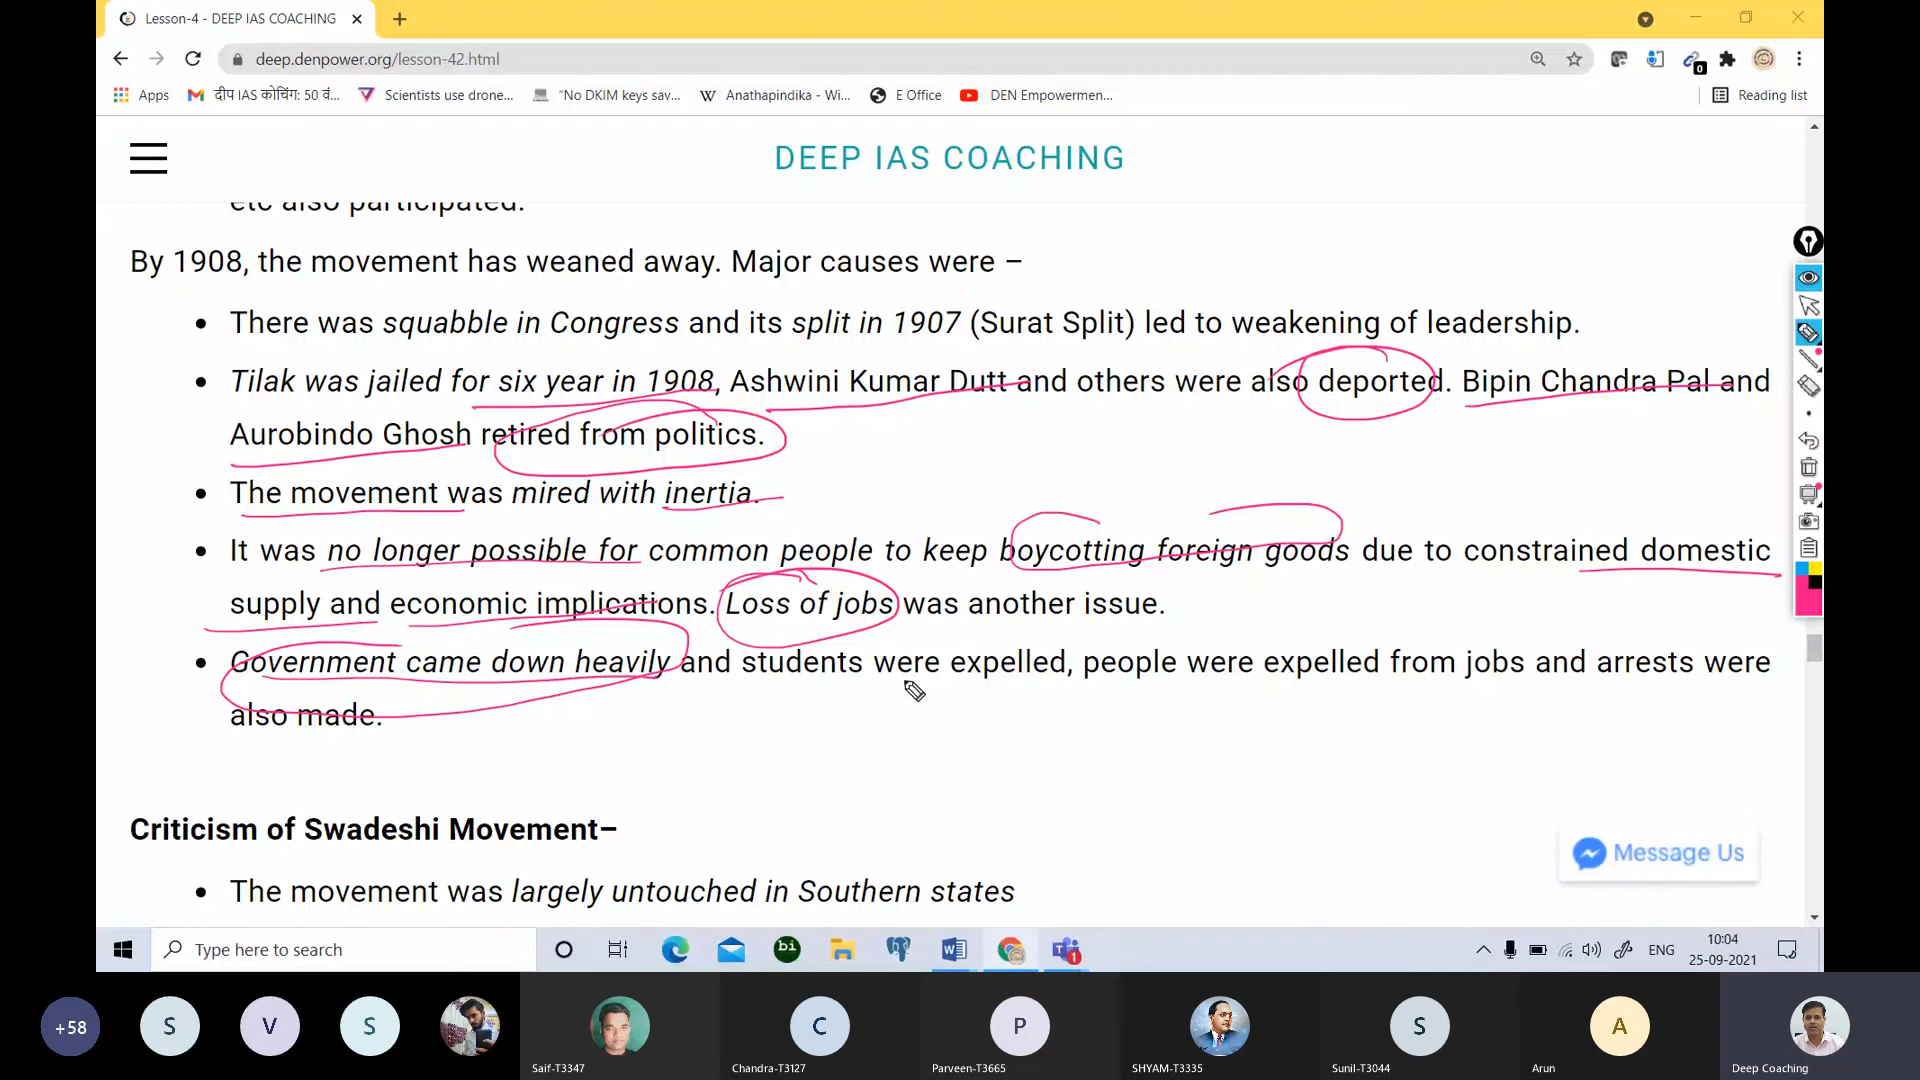 Lesson-4 - DEEP IAS COACHING
deep.denpower.org/lesson-42.html
0
Apps
दीप IAS कोचिंग: 50 वं...
Scientists use drone...
"No DKIM keys sav...
W Anathapindika - Wi...
E Office
DEN Empowermen...
Reading list
DEEP IAS COACHING
etc also participated.
By 1908, the movement has weaned away. Major causes were –
• There was squabble in Congress and its split in 1907 (Surat Split) led to weakening of leadership.
• Tilak was jailed for six year in 1908, Ashwini Kumar Dutt and others were also deported. Bipin Chandra Pal and
Aurobindo Ghosh retired from politics.
• The movement was mired with inertia.
• It was no longer possible for common people to keep boycotting foreign goods due to constrained domestic
supply and economic implications. Loss of jobs was another issue.
• Government came down heavily and students were expelled, people were expelled from jobs and arrests were
also made.
Criticism of Swadeshi Movement–
Message Us
• The movement was largely untouched in Southern states
Type here to search
bi
1
ENG
10:04
25-09-2021
+58
S
V
S
C
P
S
A
Saif-T3347
Chandra-T3127
Parveen-T3665
SHYAM-T3335
Sunil-T3044
Arun
Deep Coaching